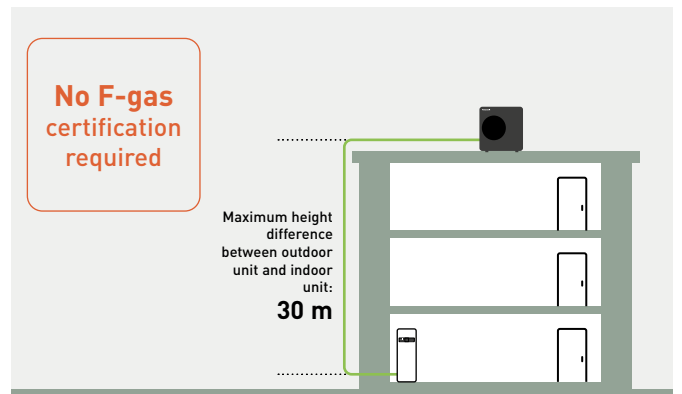 No F-gas
certification
required
Maximum height
difference
between outdoor
unit and indoor
unit:
30 m